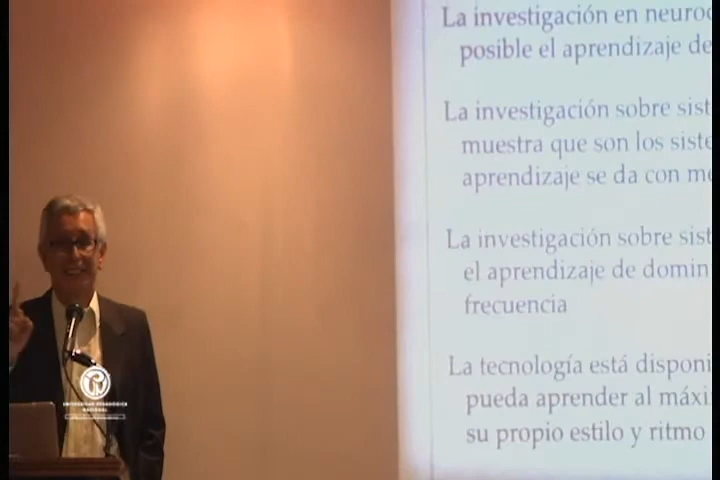 La investigación en neuro
posible el aprendizaje de
La investigación sobre sist
muestra que son los siste
aprendizaje se da con m
La investigación sobre sist
el aprendizaje de domin
frecuencia
La tecnología está disponi
pueda aprender al máxi
su propio estilo y ritmo
UNIVERSIDAD PEDAGÓGICA
NACIONAL